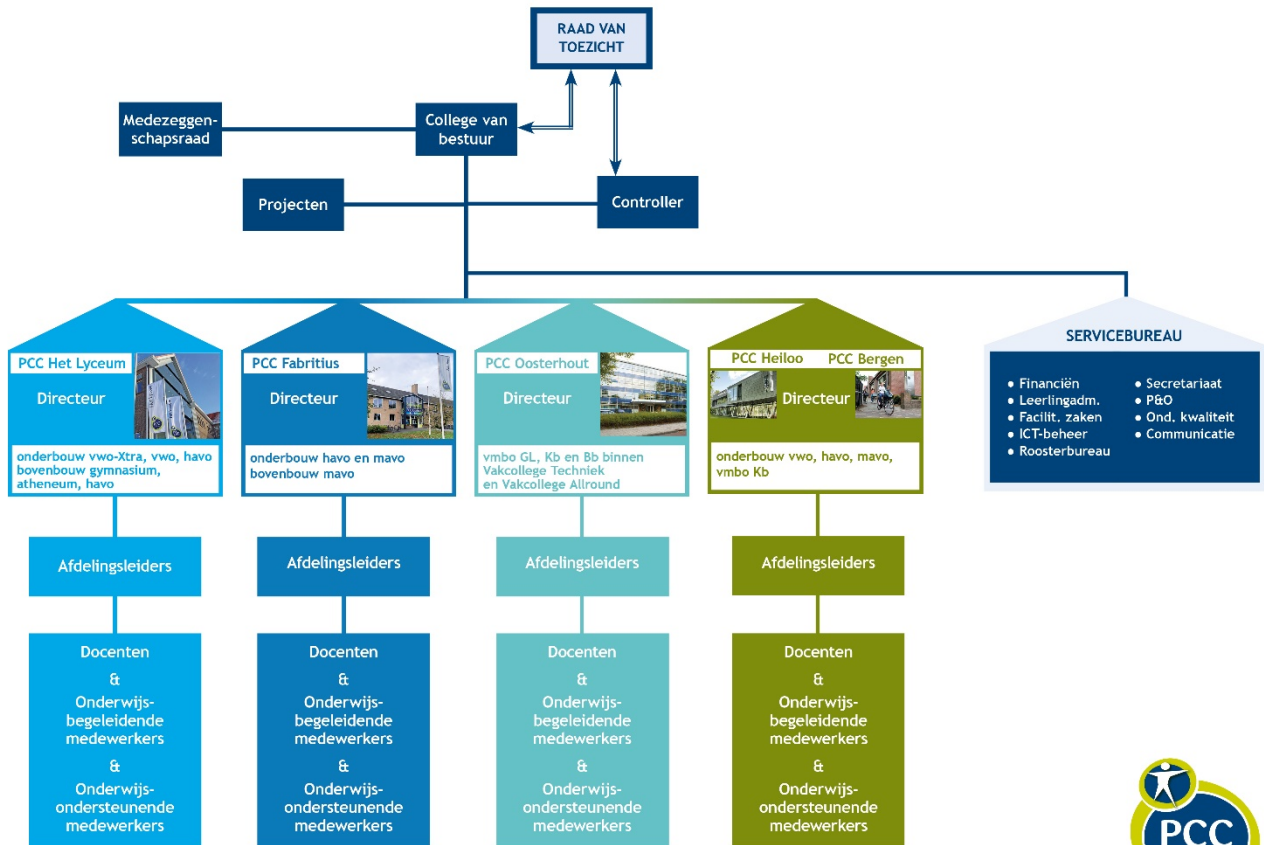 RAAD VAN
TOEZICHT
Medezeggen-
schapsraad
College van
bestuur
Projecten
Controller
PCC Het Lyceum
Directeur
onderbouw vwo-Xtra, vwo, havo
bovenbouw gymnasium,
atheneum, havo
Afdelingsleiders
Docenten
&
Onderwijs-
begeleidende
medewerkers
&
Onderwijs-
ondersteunende
medewerkers
PCC Fabritius
Directeur
onderbouw havo en mavo
bovenbouw mavo
Afdelingsleiders
Docenten
&
Onderwijs-
begeleidende
medewerkers
&
Onderwijs-
ondersteunende
medewerkers
PCC Oosterhout
Directeur
vmbo GL, Kb en Bb binnen
Vakcollege Techniek
en Vakcollege Allround
Afdelingsleiders
Docenten
&
Onderwijs-
begeleidende
medewerkers
&
Onderwijs-
ondersteunende
medewerkers
PCC Heiloo PCC Bergen
Directeur
onderbouw vwo, havo, mavo,
vmbo Kb
Afdelingsleiders
Docenten
&
Onderwijs-
begeleidende
medewerkers
&
Onderwijs-
ondersteunende
medewerkers
SERVICEBUREAU
• Financiën
• Leerlingadm.
• Facilit. zaken
• ICT-beheer
• Roosterbureau
• Secretariaat
• P&O
• Ond. kwaliteit
• Communicatie
PCC